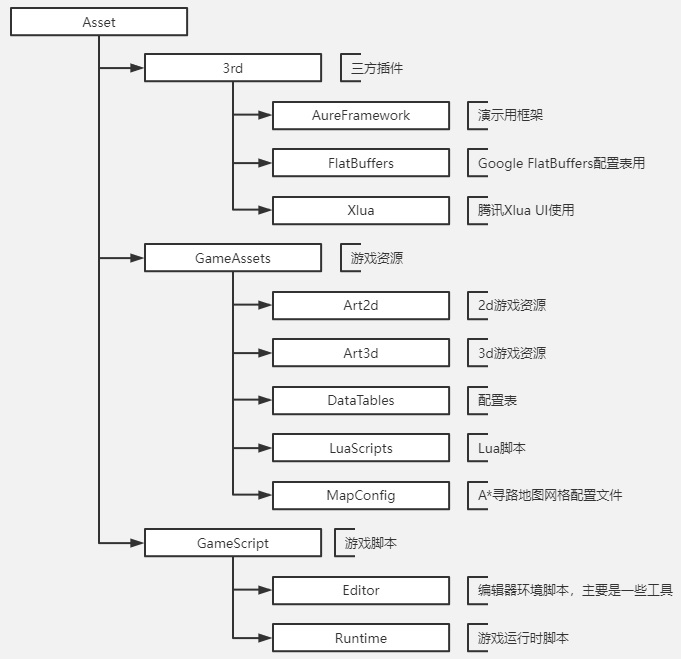 Asset
3rd 三方插件
AureFramework 演示用框架
FlatBuffers Google FlatBuffers配置表用
Xlua 腾讯Xlua UI使用
GameAssets 游戏资源
Art2d 2d游戏资源
Art3d 3d游戏资源
DataTables 配置表
LuaScripts Lua脚本
MapConfig A*寻路地图网格配置文件
GameScript 游戏脚本
Editor 编辑器环境脚本，主要是一些工具
Runtime 游戏运行时脚本